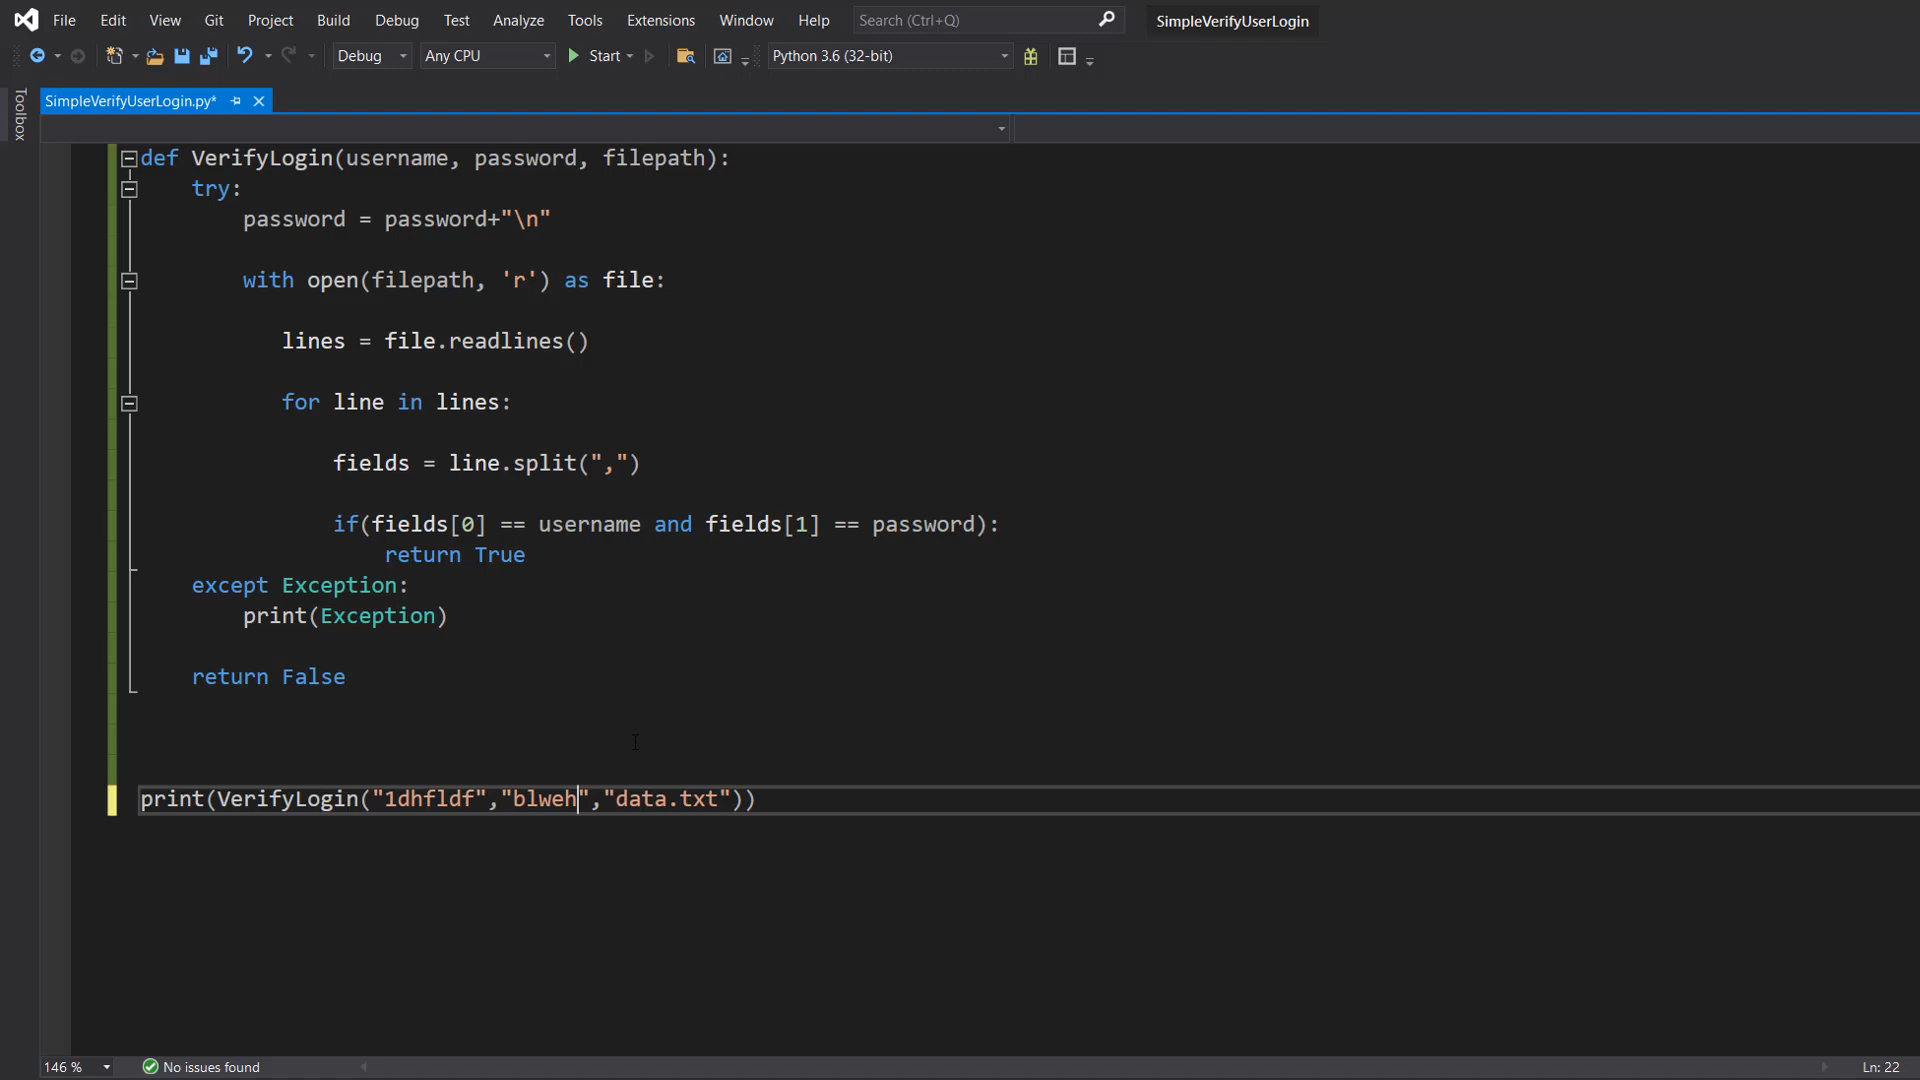 File Edit View Git Project Build Debug Test Analyze Tools Extensions Window Help Search (Ctrl+Q) SimpleVerifyUserLogin
Debug Any CPU Start Python 3.6 (32-bit)
Toolbox
SimpleVerifyUserLogin.py*
def VerifyLogin(username, password, filepath):
try:
password = password+"\n"
with open(filepath, 'r') as file:
lines = file.readlines()
for line in lines:
fields = line.split(",")
if(fields[0] == username and fields[1] == password):
return True
except Exception:
print(Exception)
return False
print(VerifyLogin("1dhfldf","blweh","data.txt"))
146 % No issues found Ln: 22